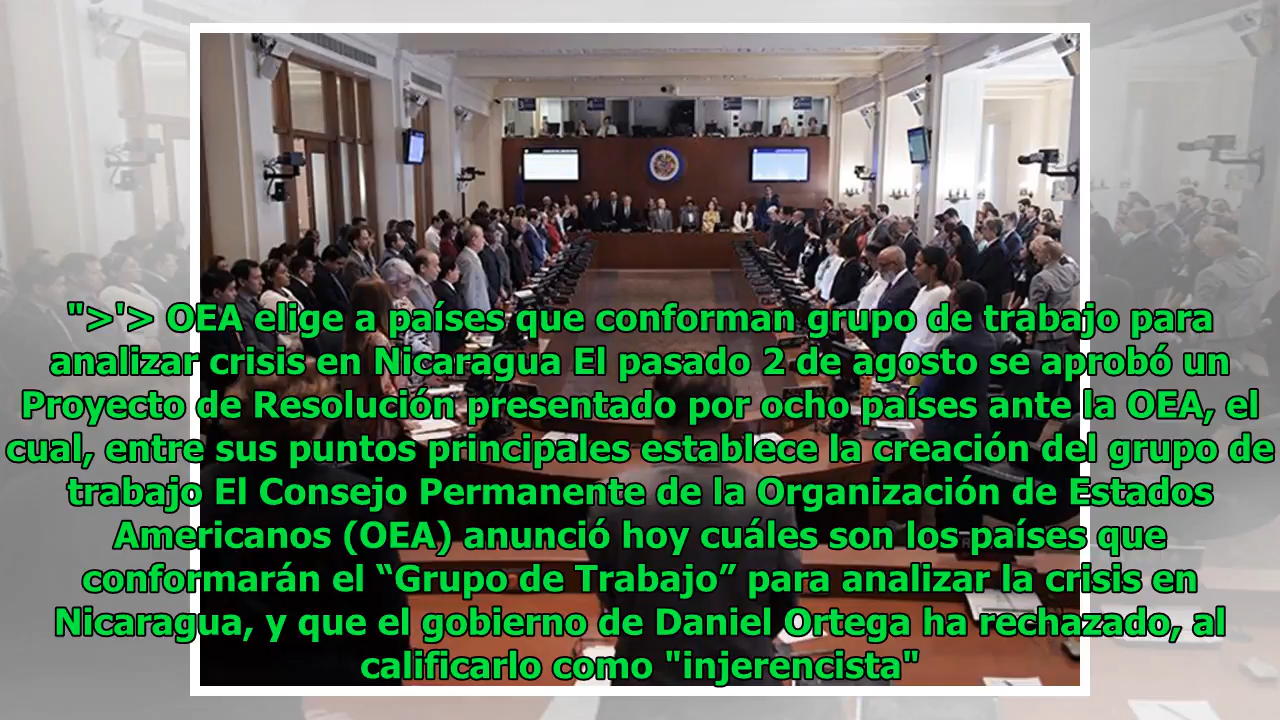 ">'> OEA elige a países que conforman grupo de trabajo para
analizar crisis en Nicaragua El pasado 2 de agosto se aprobó un
Proyecto de Resolución presentado por ocho países ante la OEA, el
cual, entre sus puntos principales establece la creación del grupo de
trabajo El Consejo Permanente de la Organización de Estados
Americanos (OEA) anunció hoy cuáles son los países que
conformarán el “Grupo de Trabajo” para analizar la crisis en
Nicaragua, y que el gobierno de Daniel Ortega ha rechazado, al
calificarlo como "injerencista"